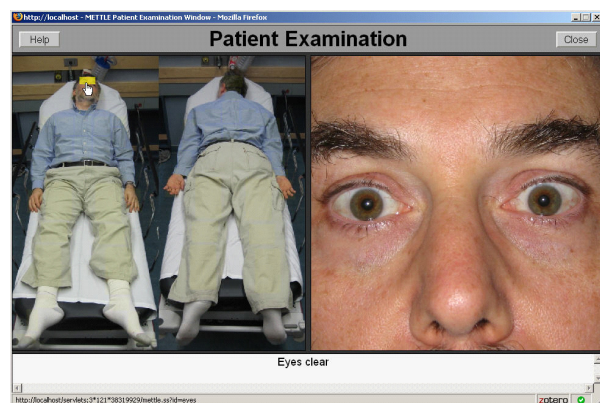 http://localhost - METTLE Patient Examination Window - Mozilla Firefox
Help
Patient Examination
Close
Eyes clear
http://localhost/servlets;3*121*38319929/mettle.ss?id=eyes
zotero